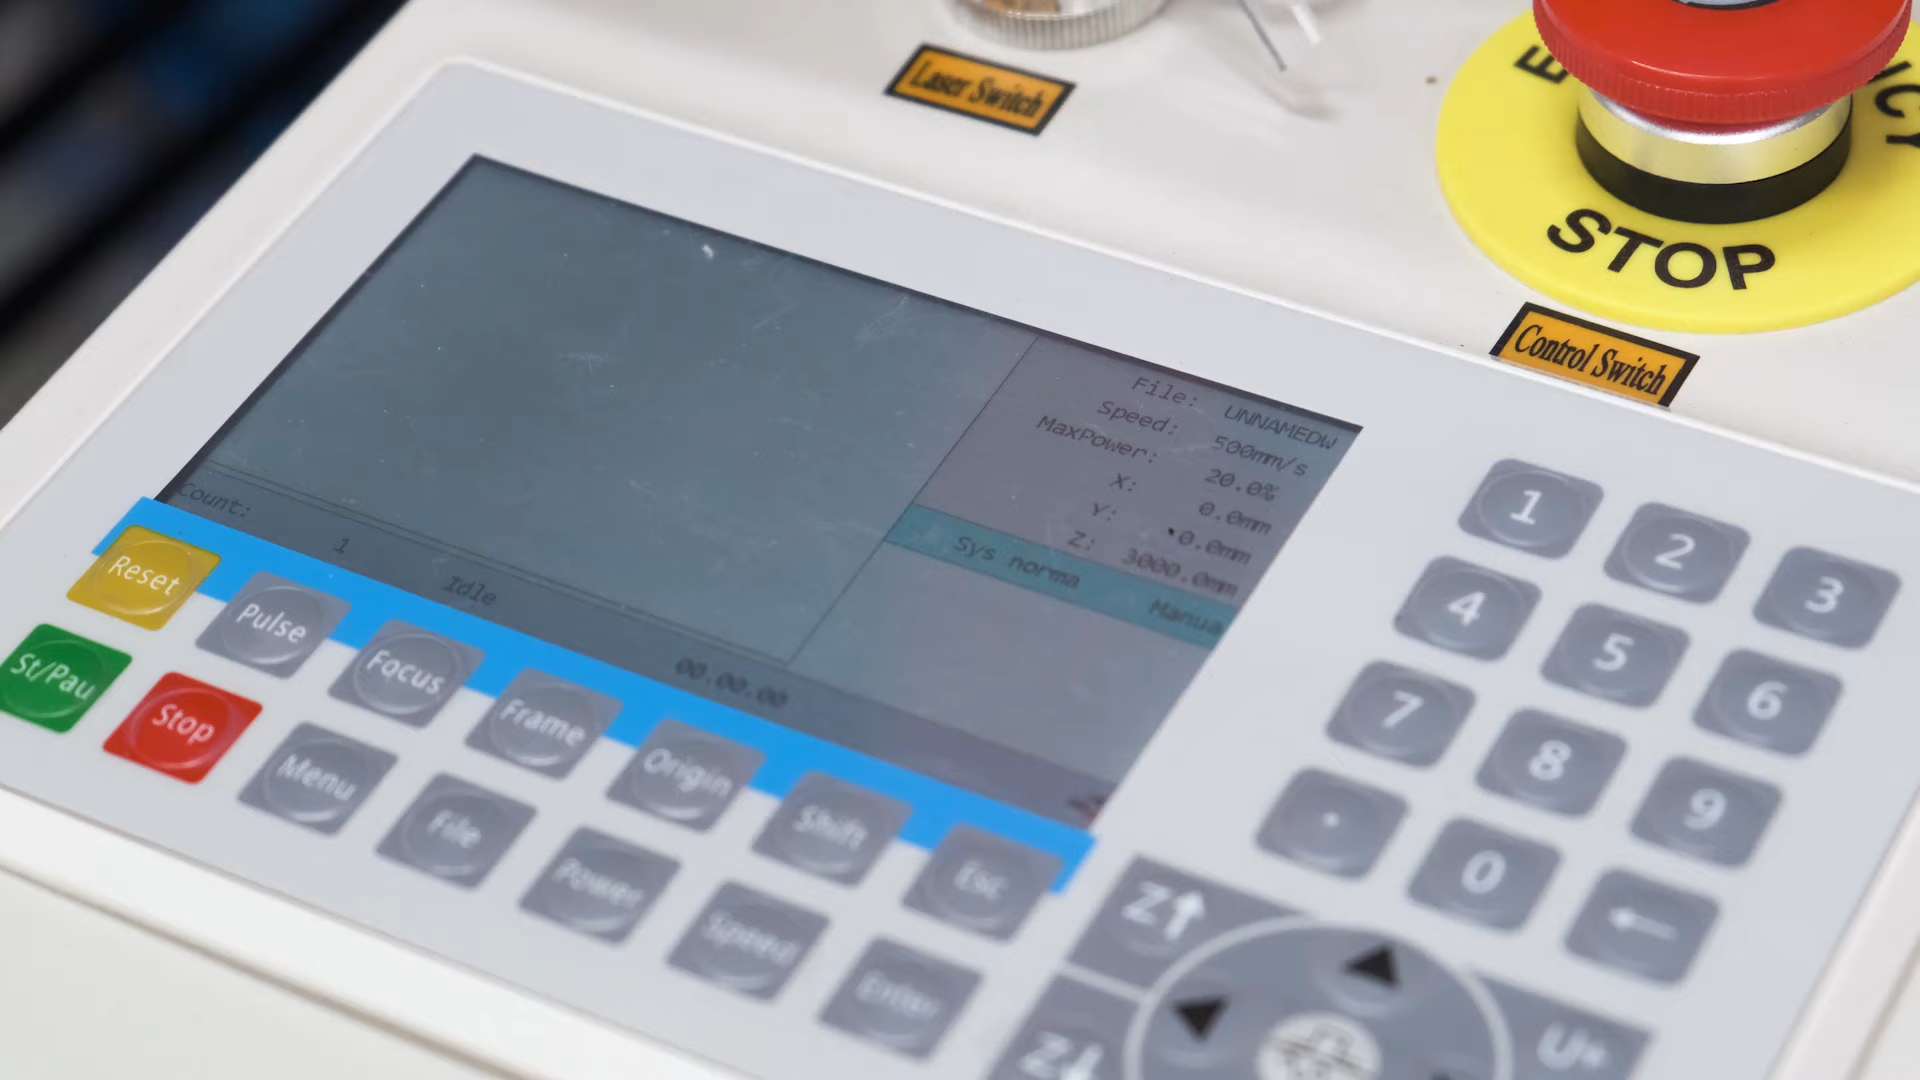 Laser Switch
STOP
Control Switch
File: UNNAMEDW
Speed: 500mm/s
MaxPower: 20.0%
X: 0.0mm
Y: 0.0mm
Z: 3000.0mm
Sys norma Manua
Count: 1
Idle
00.00.00
Reset
Pulse
Focus
Frame
Origin
Shift
Esc
St/Pau
Stop
Menu
File
Power
Speed
Enter
1 2 3
4 5 6
7 8 9
. 0 ←
Z↑
Z↓
U+